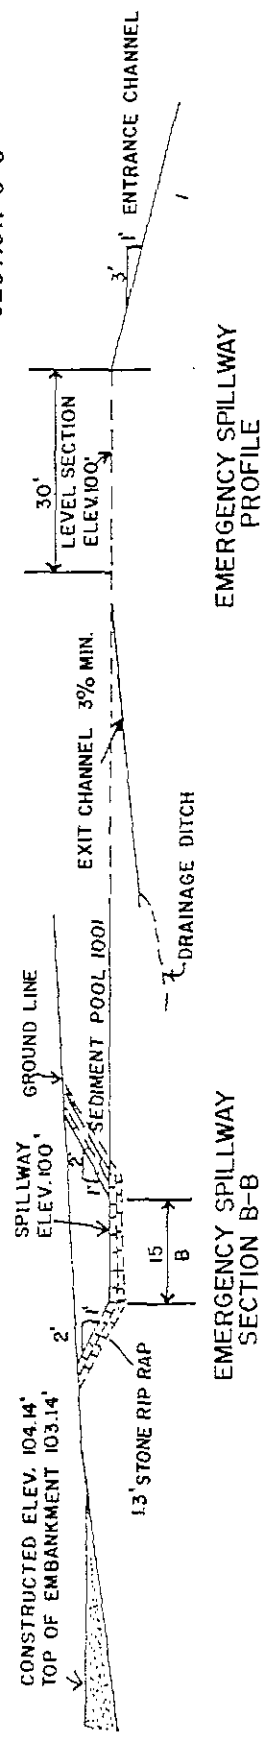 CONSTRUCTED ELEV. 104.14'
TOP OF EMBANKMENT 103.14'
2'
1'
1.3' STONE RIP RAP
SPILLWAY
ELEV. 100'
GROUND LINE
1'
2'
SEDIMENT POOL 100'
15
B
EMERGENCY SPILLWAY
SECTION B-B
EXIT CHANNEL 3% MIN.
DRAINAGE DITCH
30'
LEVEL SECTION
ELEV. 100'
3'
1'
ENTRANCE CHANNEL
EMERGENCY SPILLWAY
PROFILE